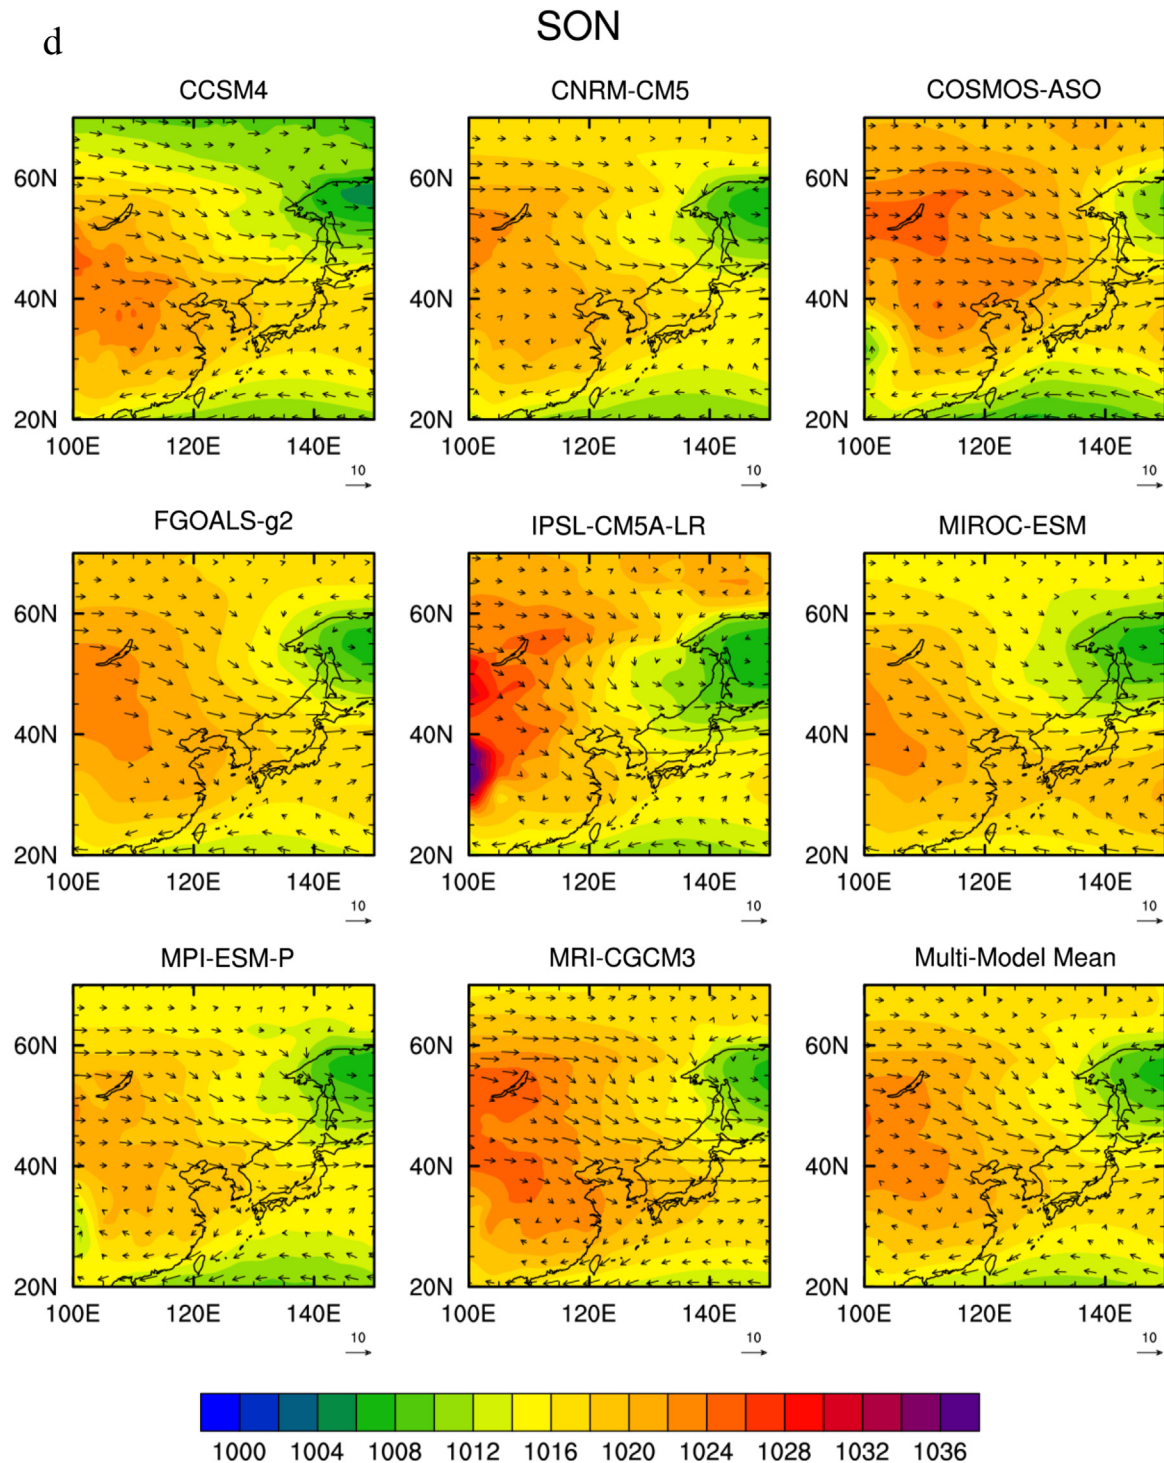 SON
d
CCSM4 CNRM-CM5 COSMOS-ASO
60N 60N 60N
40N 40N 40N
20N 20N 20N
100E 120E 140E 100E 120E 140E 100E 120E 140E
10 10 10
FGOALS-g2 IPSL-CM5A-LR MIROC-ESM
60N 60N 60N
40N 40N 40N
20N 20N 20N
100E 120E 140E 100E 120E 140E 100E 120E 140E
10 10 10
MPI-ESM-P MRI-CGCM3 Multi-Model Mean
60N 60N 60N
40N 40N 40N
20N 20N 20N
100E 120E 140E 100E 120E 140E 100E 120E 140E
10 10 10
1000 1004 1008 1012 1016 1020 1024 1028 1032 1036